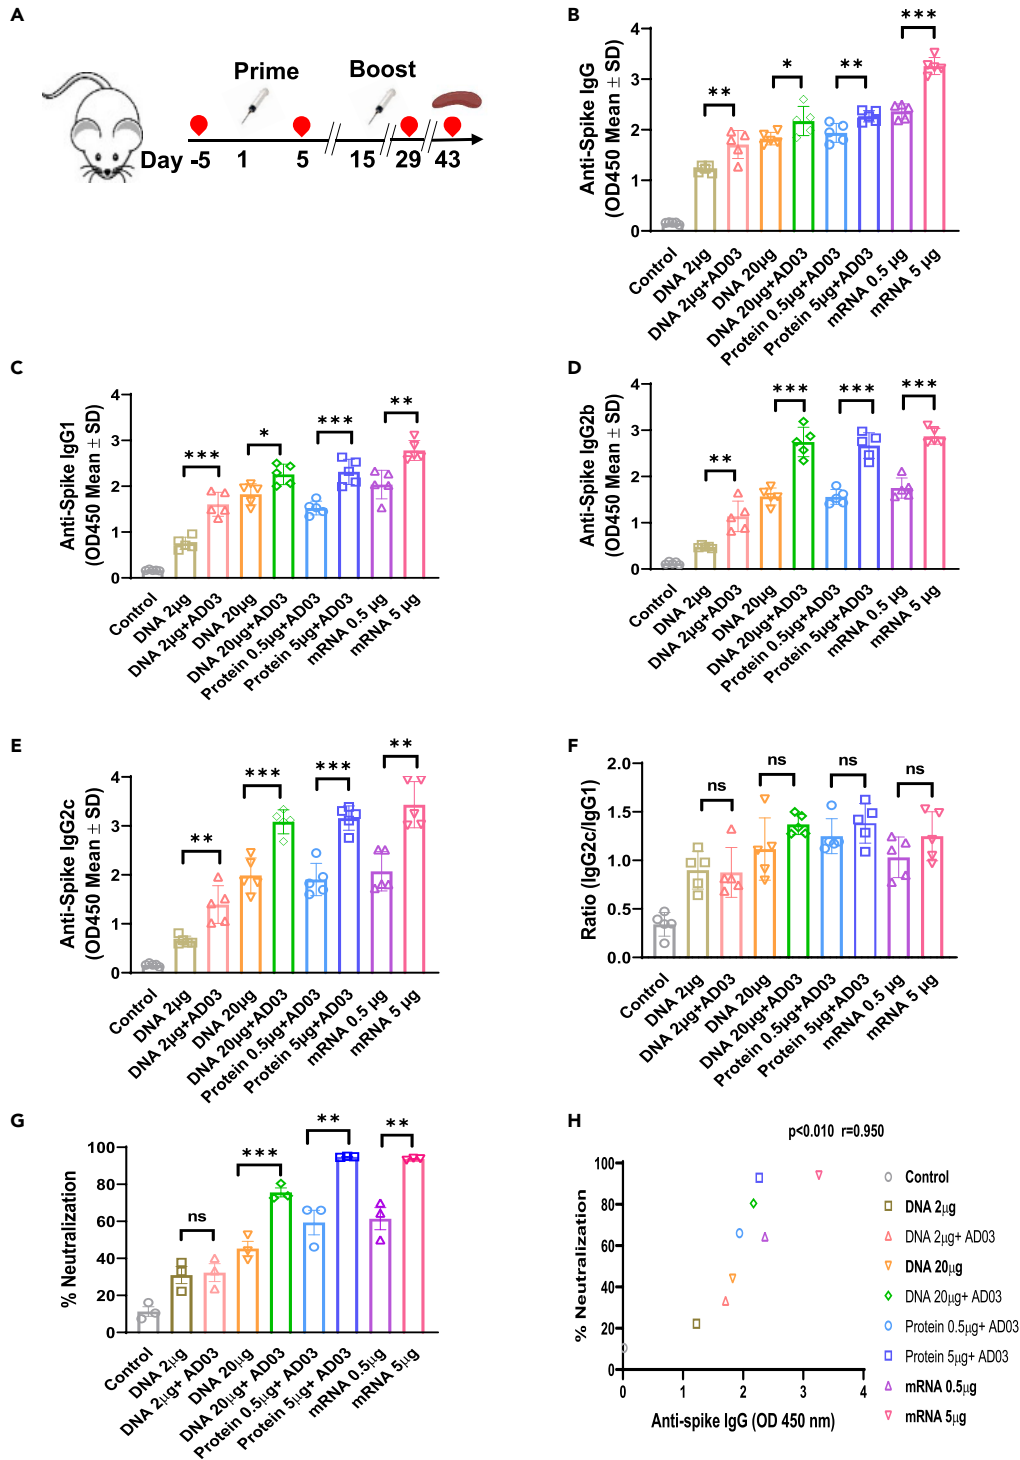 A
Prime
Boost
Day -5 1 5 15 29 43
B
Anti-Spike IgG
(OD450 Mean ± SD)
4
3
2
1
0
**
*
**
***
Control
DNA 2μg
DNA 2μg+AD03
DNA 20μg
DNA 20μg+AD03
Protein 0.5μg+AD03
Protein 5μg+AD03
mRNA 0.5 μg
mRNA 5 μg
C
Anti-Spike IgG1
(OD450 Mean ± SD)
4
3
2
1
0
***
*
***
**
Control
DNA 2μg
DNA 2μg+AD03
DNA 20μg
DNA 20μg+AD03
Protein 0.5μg+AD03
Protein 5μg+AD03
mRNA 0.5 μg
mRNA 5 μg
D
Anti-Spike IgG2b
(OD450 Mean ± SD)
4
3
2
1
0
**
***
***
***
Control
DNA 2μg
DNA 2μg+AD03
DNA 20μg
DNA 20μg+AD03
Protein 0.5μg+AD03
Protein 5μg+AD03
mRNA 0.5 μg
mRNA 5 μg
E
Anti-Spike IgG2c
(OD450 Mean ± SD)
4
3
2
1
0
**
***
***
**
Control
DNA 2μg
DNA 2μg+AD03
DNA 20μg
DNA 20μg+AD03
Protein 0.5μg+AD03
Protein 5μg+AD03
mRNA 0.5 μg
mRNA 5 μg
F
Ratio (IgG2c/IgG1)
2.0
1.5
1.0
0.5
0.0
ns
ns
ns
ns
Control
DNA 2μg
DNA 2μg+AD03
DNA 20μg
DNA 20μg+AD03
Protein 0.5μg+AD03
Protein 5μg+AD03
mRNA 0.5 μg
mRNA 5 μg
G
% Neutralization
100
80
60
40
20
0
ns
***
**
**
Control
DNA 2μg
DNA 2μg+ AD03
DNA 20μg
DNA 20μg+ AD03
Protein 0.5μg+ AD03
Protein 5μg+ AD03
mRNA 0.5μg
mRNA 5μg
H
p<0.010 r=0.950
% Neutralization
100
80
60
40
20
0
0 1 2 3 4
Anti-spike IgG (OD 450 nm)
Control
DNA 2μg
DNA 2μg+ AD03
DNA 20μg
DNA 20μg+ AD03
Protein 0.5μg+ AD03
Protein 5μg+ AD03
mRNA 0.5μg
mRNA 5μg